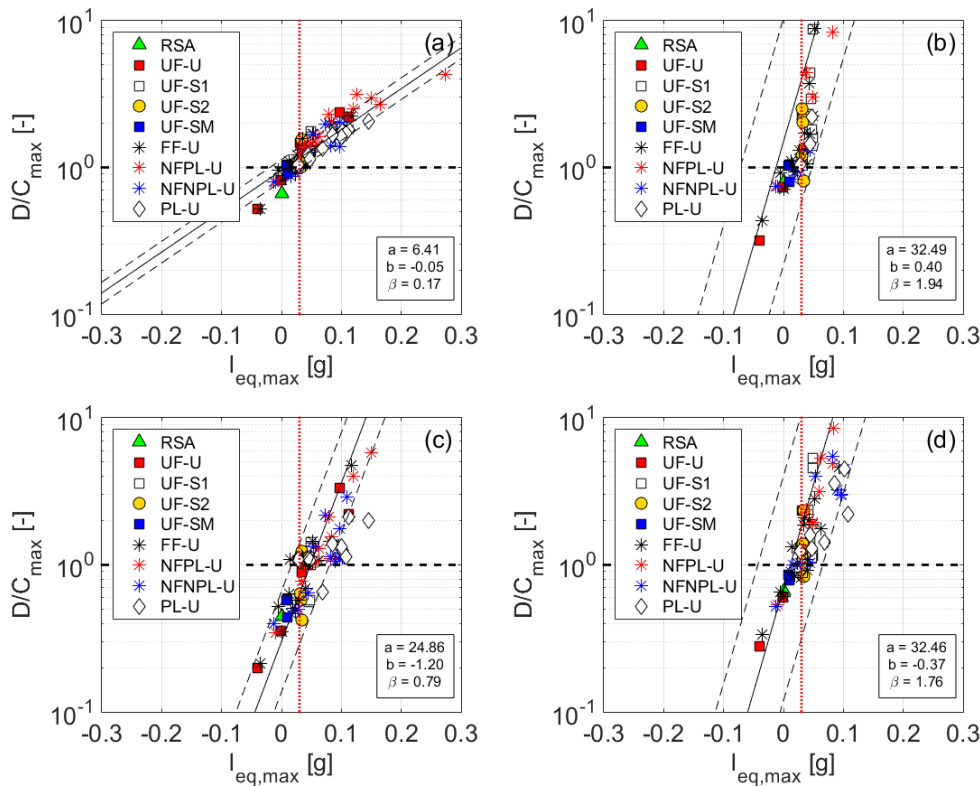 10^1
10^0
10^-1
D/C_max [-]
(a)
RSA
UF-U
UF-S1
UF-S2
UF-SM
FF-U
NFPL-U
NFNPL-U
PL-U
a = 6.41
b = -0.05
β = 0.17
-0.3 -0.2 -0.1 0 0.1 0.2 0.3
I_eq,max [g]
10^1
10^0
10^-1
D/C_max [-]
(b)
RSA
UF-U
UF-S1
UF-S2
UF-SM
FF-U
NFPL-U
NFNPL-U
PL-U
a = 32.49
b = 0.40
β = 1.94
-0.3 -0.2 -0.1 0 0.1 0.2 0.3
I_eq,max [g]
10^1
10^0
10^-1
D/C_max [-]
(c)
RSA
UF-U
UF-S1
UF-S2
UF-SM
FF-U
NFPL-U
NFNPL-U
PL-U
a = 24.86
b = -1.20
β = 0.79
-0.3 -0.2 -0.1 0 0.1 0.2 0.3
I_eq,max [g]
10^1
10^0
10^-1
D/C_max [-]
(d)
RSA
UF-U
UF-S1
UF-S2
UF-SM
FF-U
NFPL-U
NFNPL-U
PL-U
a = 32.46
b = -0.37
β = 1.76
-0.3 -0.2 -0.1 0 0.1 0.2 0.3
I_eq,max [g]